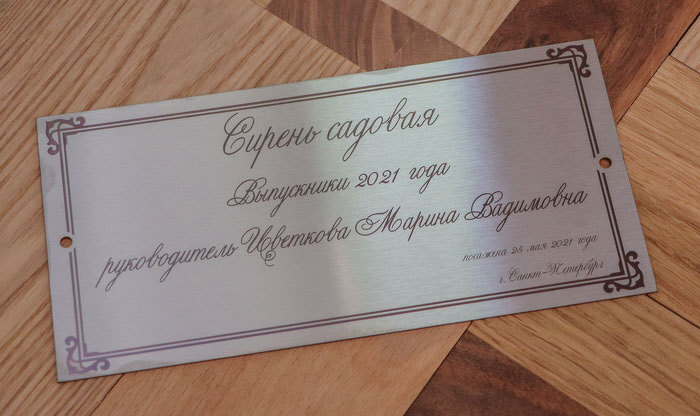 Сирень садовая
Выпускники 2021 года
руководитель Цветкова Марина Вадимовна
посажена 25 мая 2021 года
г. Санкт-Петербург